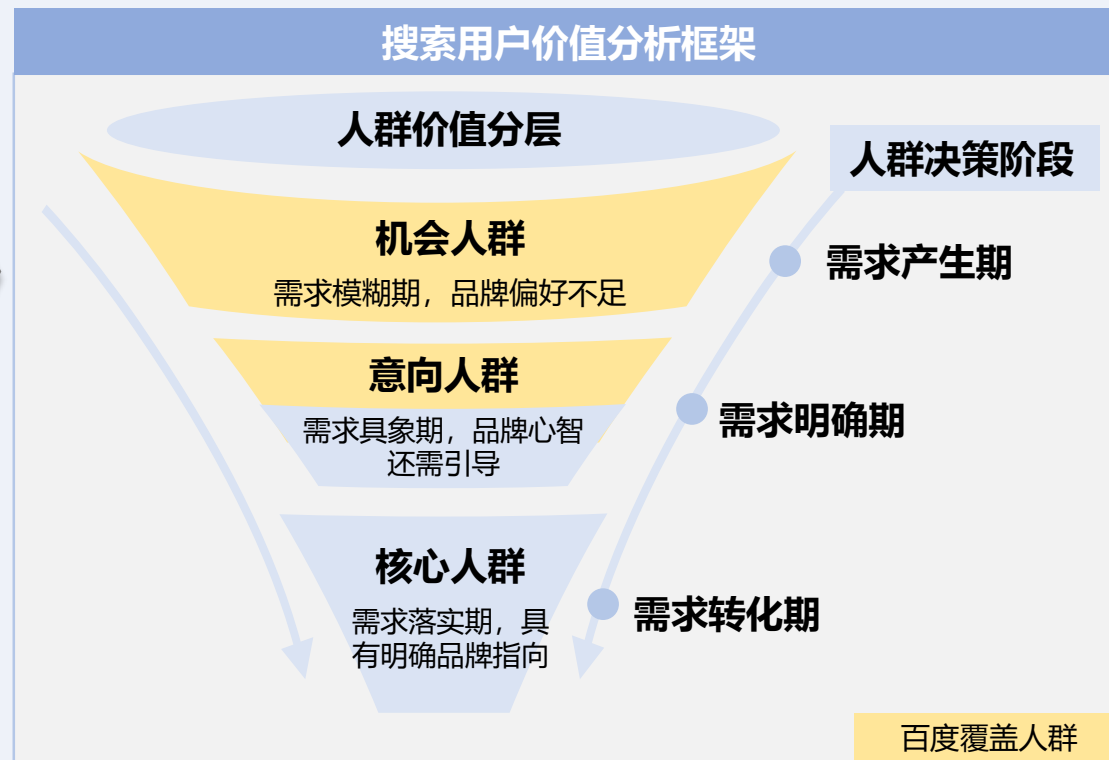 搜索用户价值分析框架
人群价值分层
人群决策阶段
机会人群
需求模糊期，品牌偏好不足
需求产生期
意向人群
需求具象期，品牌心智
还需引导
需求明确期
核心人群
需求落实期，具
有明确品牌指向
需求转化期
百度覆盖人群